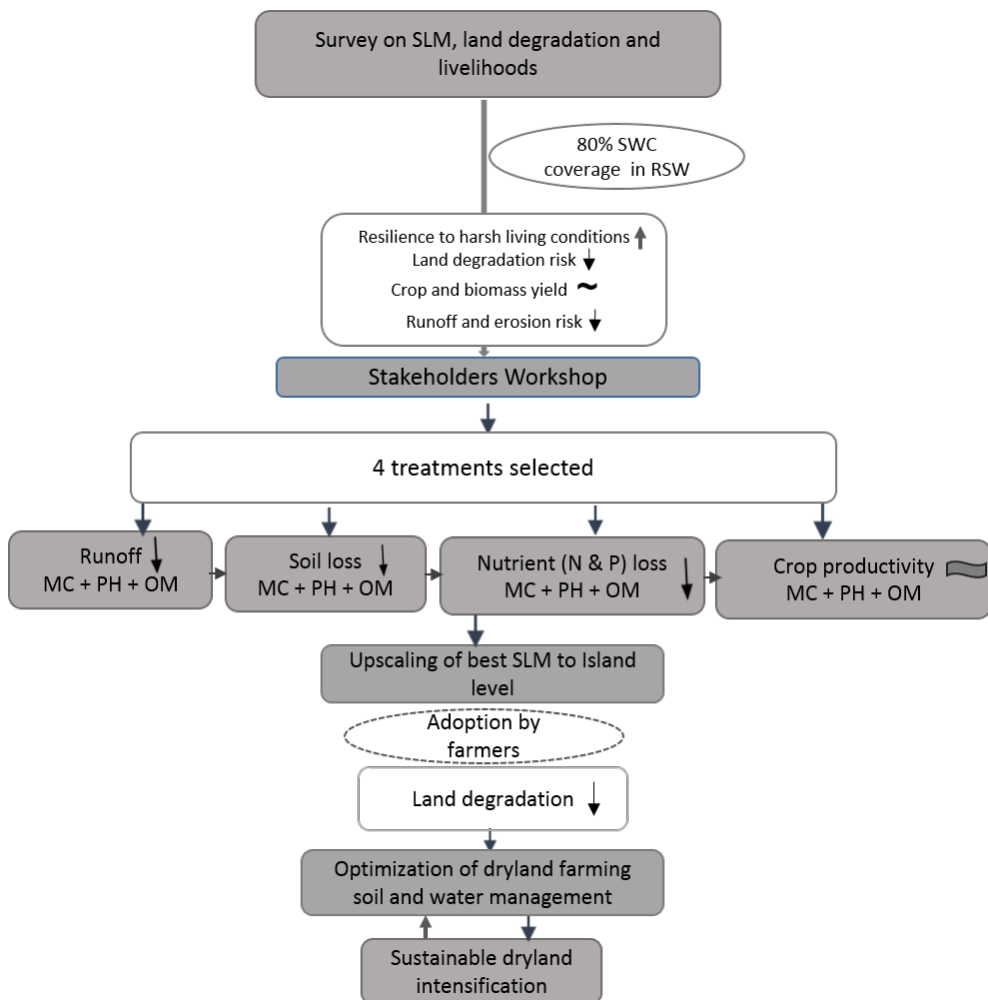 Survey on SLM, land degradation and
livelihoods
80% SWC
coverage in RSW
Resilience to harsh living conditions
Land degradation risk
Crop and biomass yield ~
Runoff and erosion risk
Stakeholders Workshop
4 treatments selected
Runoff
MC + PH + OM
Soil loss
MC + PH + OM
Nutrient (N & P) loss
MC + PH + OM
Crop productivity
MC + PH + OM
Upscaling of best SLM to Island
level
Adoption by
farmers
Land degradation
Optimization of dryland farming
soil and water management
Sustainable dryland
intensification